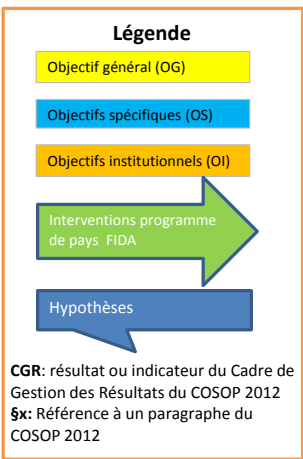 Légende
Objectif général (OG)
Objectifs spécifiques (OS)
Objectifs institutionnels (OI)
Interventions programme
de pays FIDA
Hypothèses
CGR: résultat ou indicateur du Cadre de
Gestion des Résultats du COSOP 2012
§x: Référence à un paragraphe du
COSOP 2012